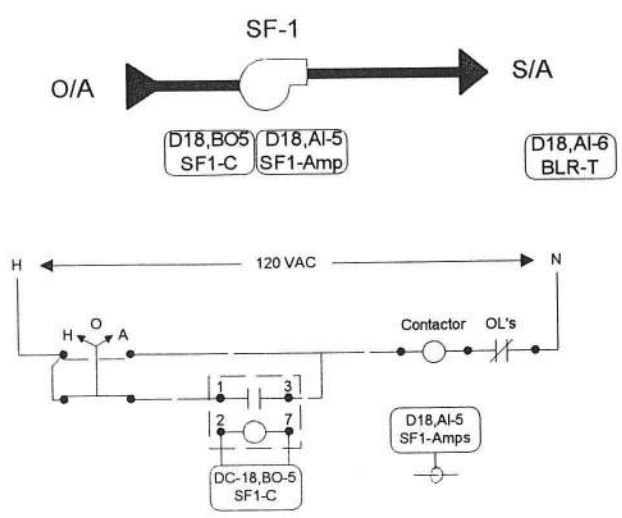 SF-1
O/A
S/A
D18,BO5
SF1-C
D18,AI-5
SF1-Amp
D18,AI-6
BLR-T
H
120 VAC
N
H
O
A
Contactor
OL's
1
3
2
7
D18,AI-5
SF1-Amps
DC-18,BO-5
SF1-C